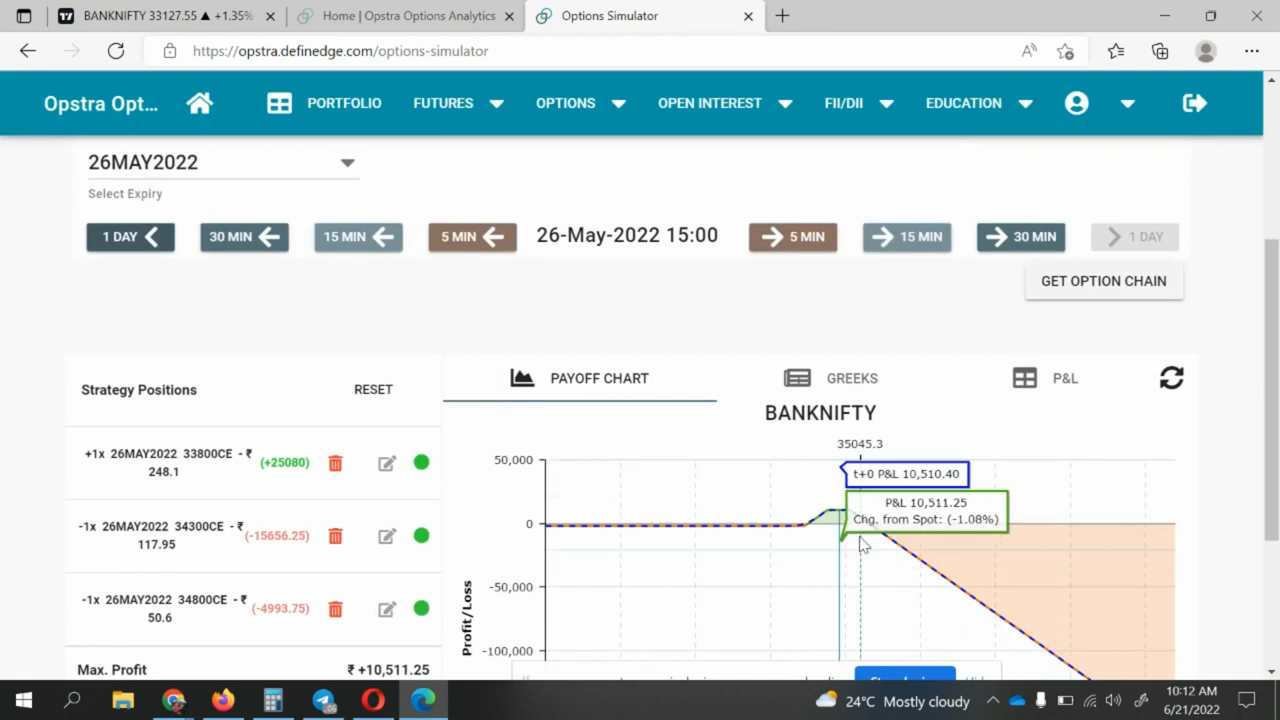 BANKNIFTY 33127.55 ▲ +1.35%
Home | Opstra Options Analytics
Options Simulator
https://opstra.definedge.com/options-simulator
Opstra Opt...
PORTFOLIO
FUTURES
OPTIONS
OPEN INTEREST
FII/DII
EDUCATION
26MAY2022
Select Expiry
1 DAY
30 MIN
15 MIN
5 MIN
26-May-2022 15:00
5 MIN
15 MIN
30 MIN
1 DAY
GET OPTION CHAIN
Strategy Positions
RESET
PAYOFF CHART
GREEKS
P&L
BANKNIFTY
35045.3
+1x 26MAY2022 33800CE - ₹
248.1
(+25080)
-1x 26MAY2022 34300CE - ₹
117.95
(-15656.25)
-1x 26MAY2022 34800CE - ₹
50.6
(-4993.75)
Max. Profit
₹ +10,511.25
50,000
0
-50,000
-100,000
Profit/Loss
t+0 P&L 10,510.40
P&L 10,511.25
Chg. from Spot: (-1.08%)
24°C Mostly cloudy
10:12 AM
6/21/2022